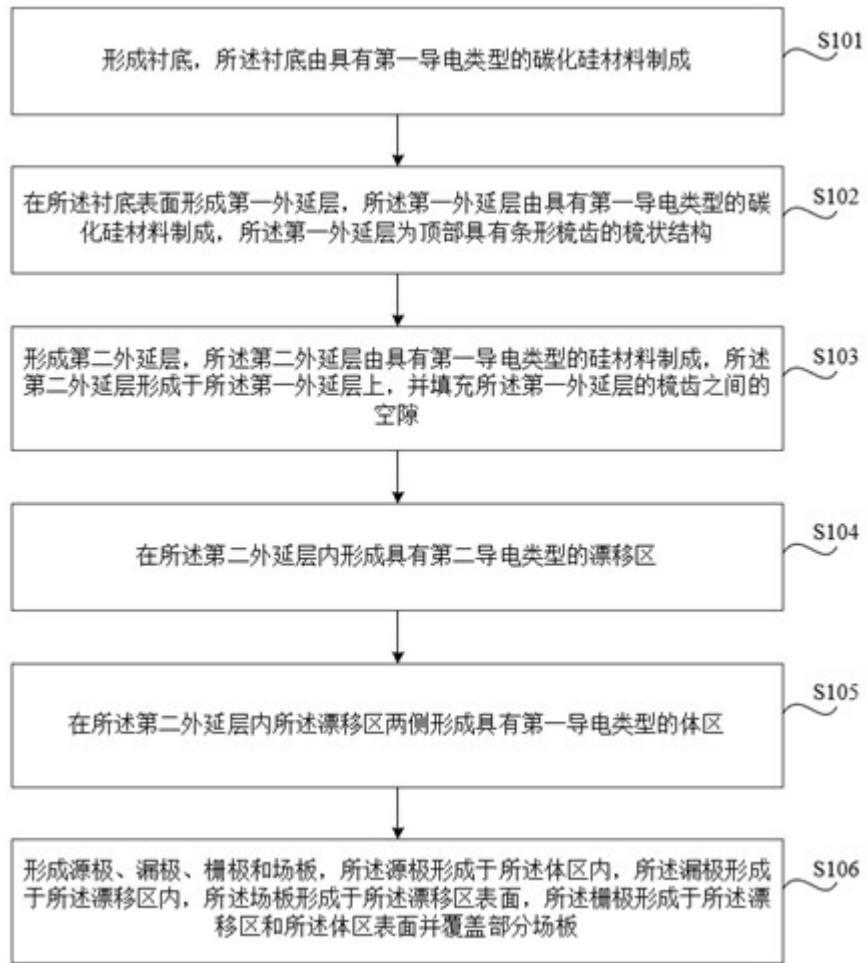 形成衬底，所述衬底由具有第一导电类型的碳化硅材料制成
S101
在所述衬底表面形成第一外延层，所述第一外延层由具有第一导电类型的碳
化硅材料制成，所述第一外延层为顶部具有条形梳齿的梳状结构
S102
形成第二外延层，所述第二外延层由具有第一导电类型的硅材料制成，所述
第二外延层形成于所述第一外延层上，并填充所述第一外延层的梳齿之间的
空隙
S103
在所述第二外延层内形成具有第二导电类型的漂移区
S104
在所述第二外延层内所述漂移区两侧形成具有第一导电类型的体区
S105
形成源极、漏极、栅极和场板，所述源极形成于所述体区内，所述漏极形成
于所述漂移区内，所述场板形成于所述漂移区表面，所述栅极形成于所述漂
移区和所述体区表面并覆盖部分场板
S106